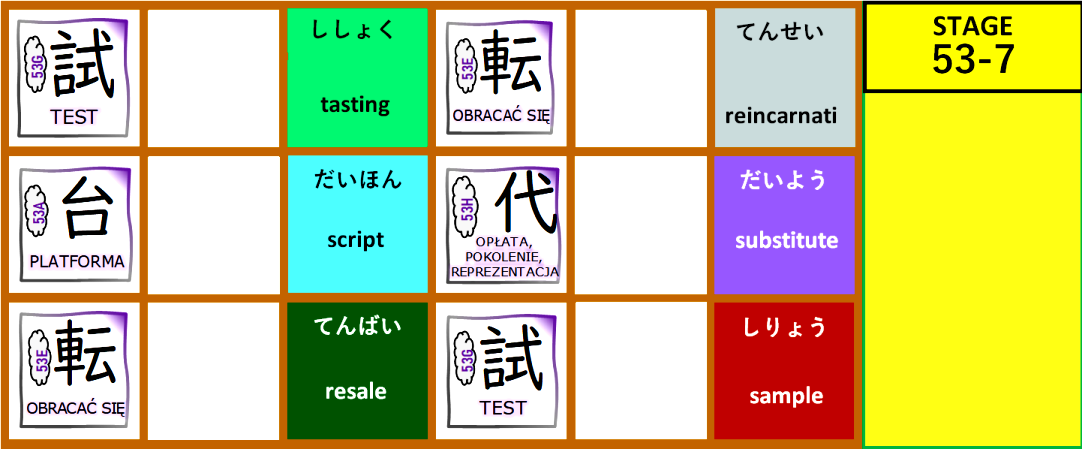 53G
試
TEST
ししょく
tasting
53E
転
OBRACAĆ SIĘ
てんせい
reincarnati
STAGE
53-7
53A
台
PLATFORMA
だいほん
script
53H
代
OPŁATA,
POKOLENIE,
REPREZENTACJA
だいよう
substitute
53E
転
OBRACAĆ SIĘ
てんばい
resale
53G
試
TEST
しりょう
sample